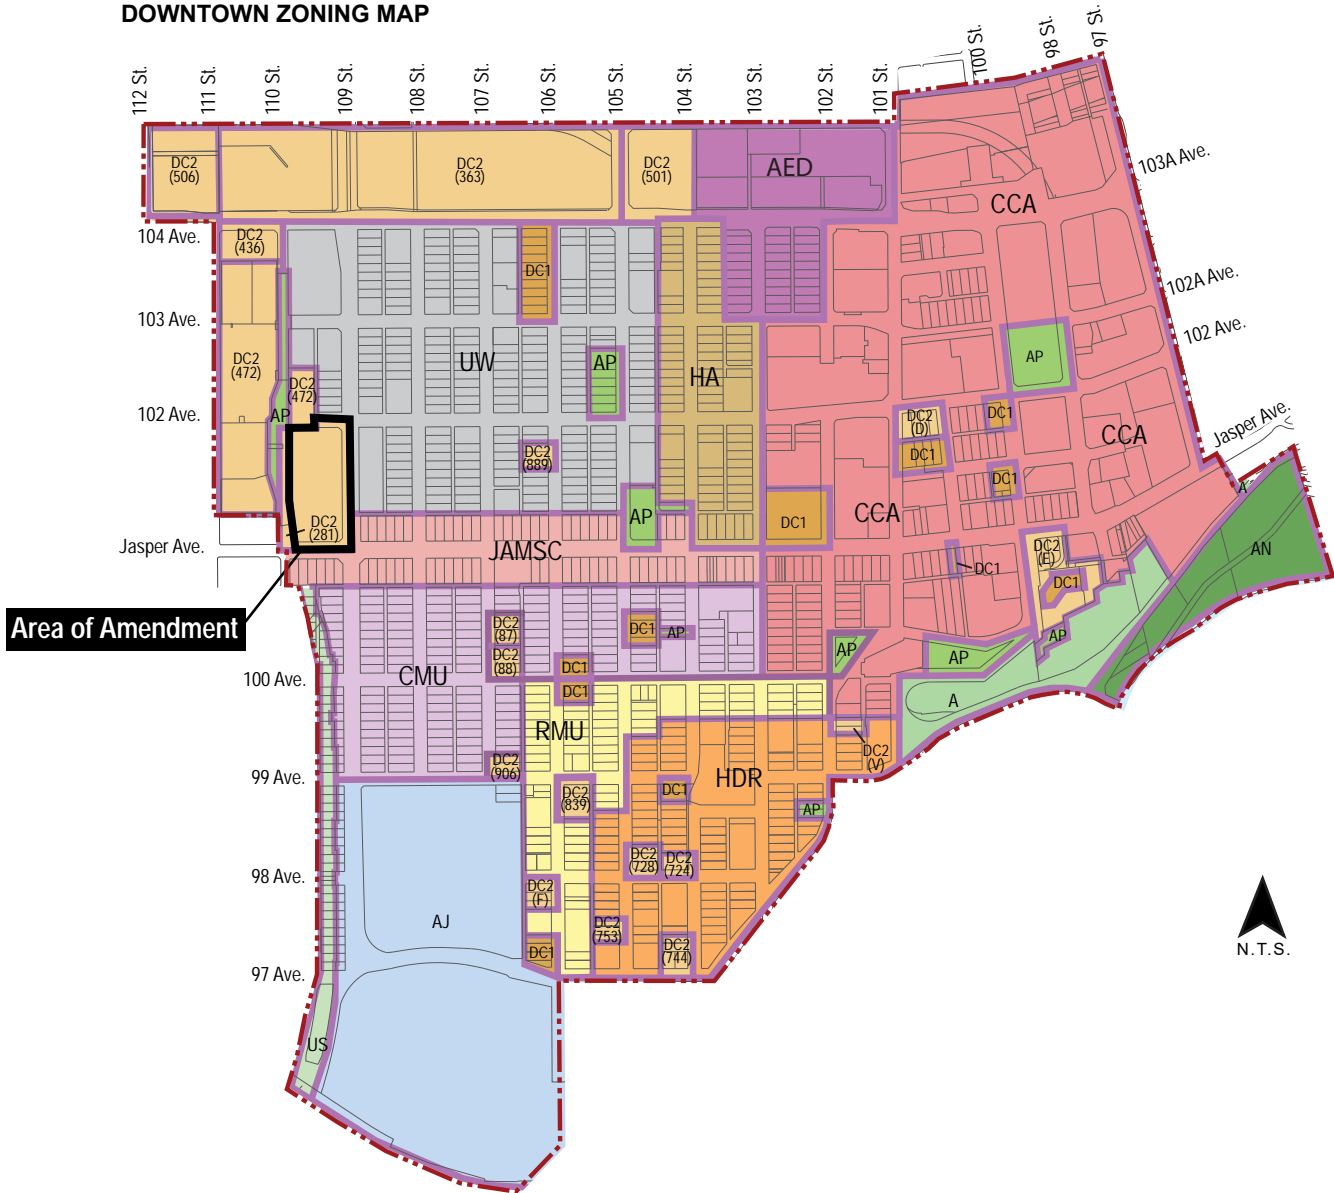 DOWNTOWN ZONING MAP
112 St.
111 St.
110 St.
109 St.
108 St.
107 St.
106 St.
105 St.
104 St.
103 St.
102 St.
101 St.
100 St.
98 St.
97 St.
DC2
(506)
DC2
(363)
DC2
(501)
AED
103A Ave.
CCA
104 Ave.
DC2
(436)
DC1
102A Ave.
103 Ave.
102 Ave.
DC2
(472)
UW
AP
HA
AP
DC2
(472)
102 Ave.
AP
DC2
(D)
DC1
CCA
Jasper Ave.
DC2
(889)
DC1
DC1
A
AP
DC1
CCA
DC2
(281)
Jasper Ave.
JAMSC
DC2
(E)
AN
DC1
DC1
Area of Amendment
DC2
(87)
DC1
AP
AP
AP
AP
DC2
(88)
DC1
100 Ave.
CMU
DC1
A
RMU
DC2
(V)
DC2
(906)
99 Ave.
HDR
DC2
(839)
DC1
AP
DC2
(728)
DC2
(724)
98 Ave.
DC2
(F)
AJ
DC2
(753)
DC1
DC2
(744)
N.T.S.
97 Ave.
US